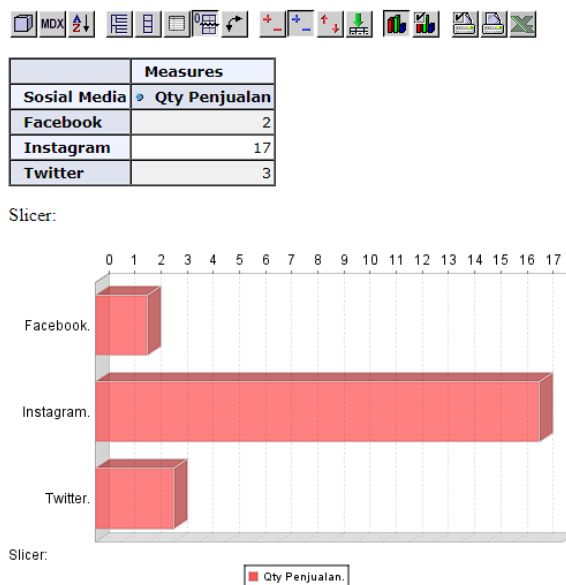 MDX A Z 0
Measures
Sosial Media Qty Penjualan
Facebook 2
Instagram 17
Twitter 3
Slicer:
0 1 2 3 4 5 6 7 8 9 10 11 12 13 14 15 16 17
Facebook.
Instagram.
Twitter.
Slicer:
Qty Penjualan.